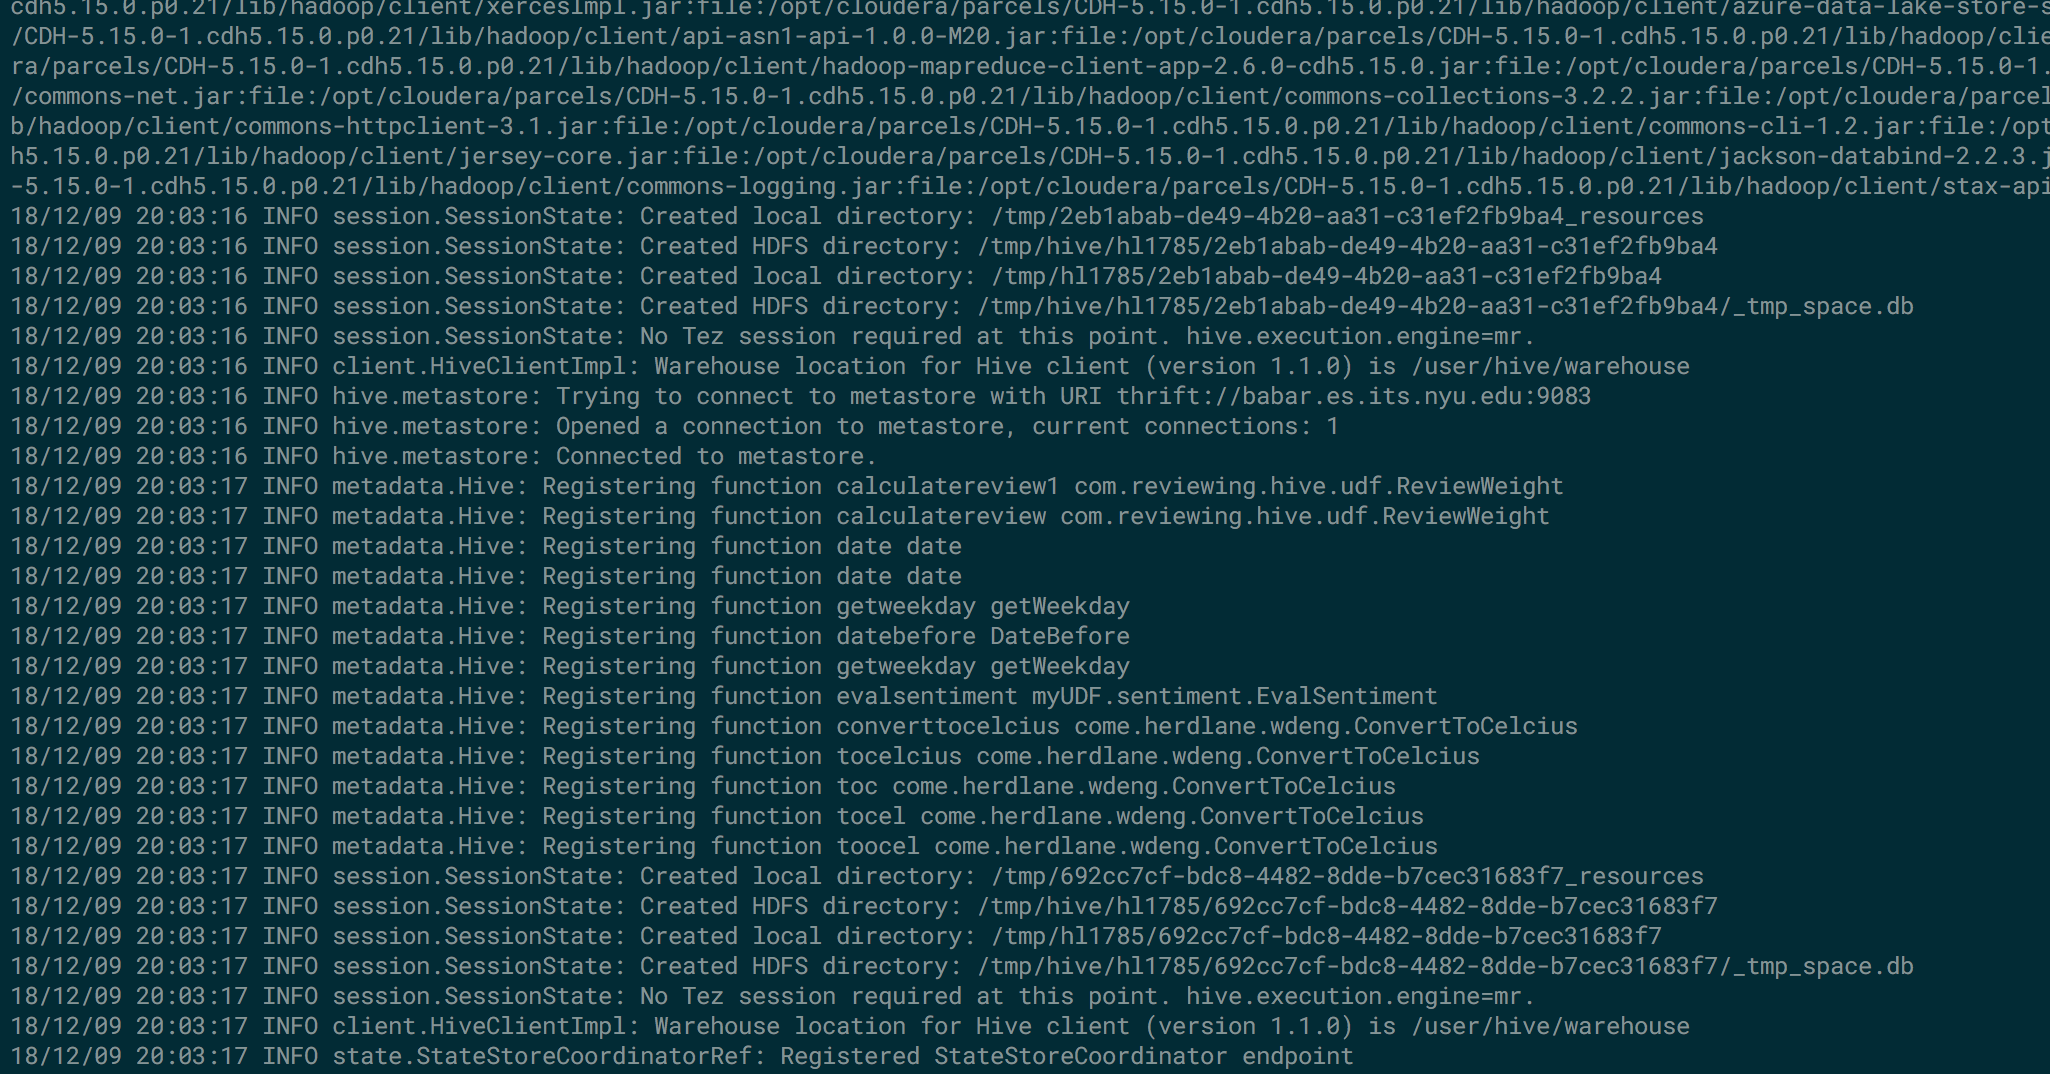 cdh5.15.0.p0.21/lib/hadoop/client/xercesImpl.jar:file:/opt/cloudera/parcels/CDH-5.15.0-1.cdh5.15.0.p0.21/lib/hadoop/client/azure-data-lake-store-s
/CDH-5.15.0-1.cdh5.15.0.p0.21/lib/hadoop/client/api-asn1-api-1.0.0-M20.jar:file:/opt/cloudera/parcels/CDH-5.15.0-1.cdh5.15.0.p0.21/lib/hadoop/clie
ra/parcels/CDH-5.15.0-1.cdh5.15.0.p0.21/lib/hadoop/client/hadoop-mapreduce-client-app-2.6.0-cdh5.15.0.jar:file:/opt/cloudera/parcels/CDH-5.15.0-1.
/commons-net.jar:file:/opt/cloudera/parcels/CDH-5.15.0-1.cdh5.15.0.p0.21/lib/hadoop/client/commons-collections-3.2.2.jar:file:/opt/cloudera/parcel
b/hadoop/client/commons-httpclient-3.1.jar:file:/opt/cloudera/parcels/CDH-5.15.0-1.cdh5.15.0.p0.21/lib/hadoop/client/commons-cli-1.2.jar:file:/opt
h5.15.0.p0.21/lib/hadoop/client/jersey-core.jar:file:/opt/cloudera/parcels/CDH-5.15.0-1.cdh5.15.0.p0.21/lib/hadoop/client/jackson-databind-2.2.3.j
-5.15.0-1.cdh5.15.0.p0.21/lib/hadoop/client/commons-logging.jar:file:/opt/cloudera/parcels/CDH-5.15.0-1.cdh5.15.0.p0.21/lib/hadoop/client/stax-api
18/12/09 20:03:16 INFO session.SessionState: Created local directory: /tmp/2eb1abab-de49-4b20-aa31-c31ef2fb9ba4_resources
18/12/09 20:03:16 INFO session.SessionState: Created HDFS directory: /tmp/hive/hl1785/2eb1abab-de49-4b20-aa31-c31ef2fb9ba4
18/12/09 20:03:16 INFO session.SessionState: Created local directory: /tmp/hl1785/2eb1abab-de49-4b20-aa31-c31ef2fb9ba4
18/12/09 20:03:16 INFO session.SessionState: Created HDFS directory: /tmp/hive/hl1785/2eb1abab-de49-4b20-aa31-c31ef2fb9ba4/_tmp_space.db
18/12/09 20:03:16 INFO session.SessionState: No Tez session required at this point. hive.execution.engine=mr.
18/12/09 20:03:16 INFO client.HiveClientImpl: Warehouse location for Hive client (version 1.1.0) is /user/hive/warehouse
18/12/09 20:03:16 INFO hive.metastore: Trying to connect to metastore with URI thrift://babar.es.its.nyu.edu:9083
18/12/09 20:03:16 INFO hive.metastore: Opened a connection to metastore, current connections: 1
18/12/09 20:03:16 INFO hive.metastore: Connected to metastore.
18/12/09 20:03:17 INFO metadata.Hive: Registering function calculatereview1 com.reviewing.hive.udf.ReviewWeight
18/12/09 20:03:17 INFO metadata.Hive: Registering function calculatereview com.reviewing.hive.udf.ReviewWeight
18/12/09 20:03:17 INFO metadata.Hive: Registering function date date
18/12/09 20:03:17 INFO metadata.Hive: Registering function date date
18/12/09 20:03:17 INFO metadata.Hive: Registering function getweekday getWeekday
18/12/09 20:03:17 INFO metadata.Hive: Registering function datebefore DateBefore
18/12/09 20:03:17 INFO metadata.Hive: Registering function getweekday getWeekday
18/12/09 20:03:17 INFO metadata.Hive: Registering function evalsentiment myUDF.sentiment.EvalSentiment
18/12/09 20:03:17 INFO metadata.Hive: Registering function converttocelcius come.herdlane.wdeng.ConvertToCelcius
18/12/09 20:03:17 INFO metadata.Hive: Registering function tocelcius come.herdlane.wdeng.ConvertToCelcius
18/12/09 20:03:17 INFO metadata.Hive: Registering function toc come.herdlane.wdeng.ConvertToCelcius
18/12/09 20:03:17 INFO metadata.Hive: Registering function tocel come.herdlane.wdeng.ConvertToCelcius
18/12/09 20:03:17 INFO metadata.Hive: Registering function toocel come.herdlane.wdeng.ConvertToCelcius
18/12/09 20:03:17 INFO session.SessionState: Created local directory: /tmp/692cc7cf-bdc8-4482-8dde-b7cec31683f7_resources
18/12/09 20:03:17 INFO session.SessionState: Created HDFS directory: /tmp/hive/hl1785/692cc7cf-bdc8-4482-8dde-b7cec31683f7
18/12/09 20:03:17 INFO session.SessionState: Created local directory: /tmp/hl1785/692cc7cf-bdc8-4482-8dde-b7cec31683f7
18/12/09 20:03:17 INFO session.SessionState: Created HDFS directory: /tmp/hive/hl1785/692cc7cf-bdc8-4482-8dde-b7cec31683f7/_tmp_space.db
18/12/09 20:03:17 INFO session.SessionState: No Tez session required at this point. hive.execution.engine=mr.
18/12/09 20:03:17 INFO client.HiveClientImpl: Warehouse location for Hive client (version 1.1.0) is /user/hive/warehouse
18/12/09 20:03:17 INFO state.StateStoreCoordinatorRef: Registered StateStoreCoordinator endpoint